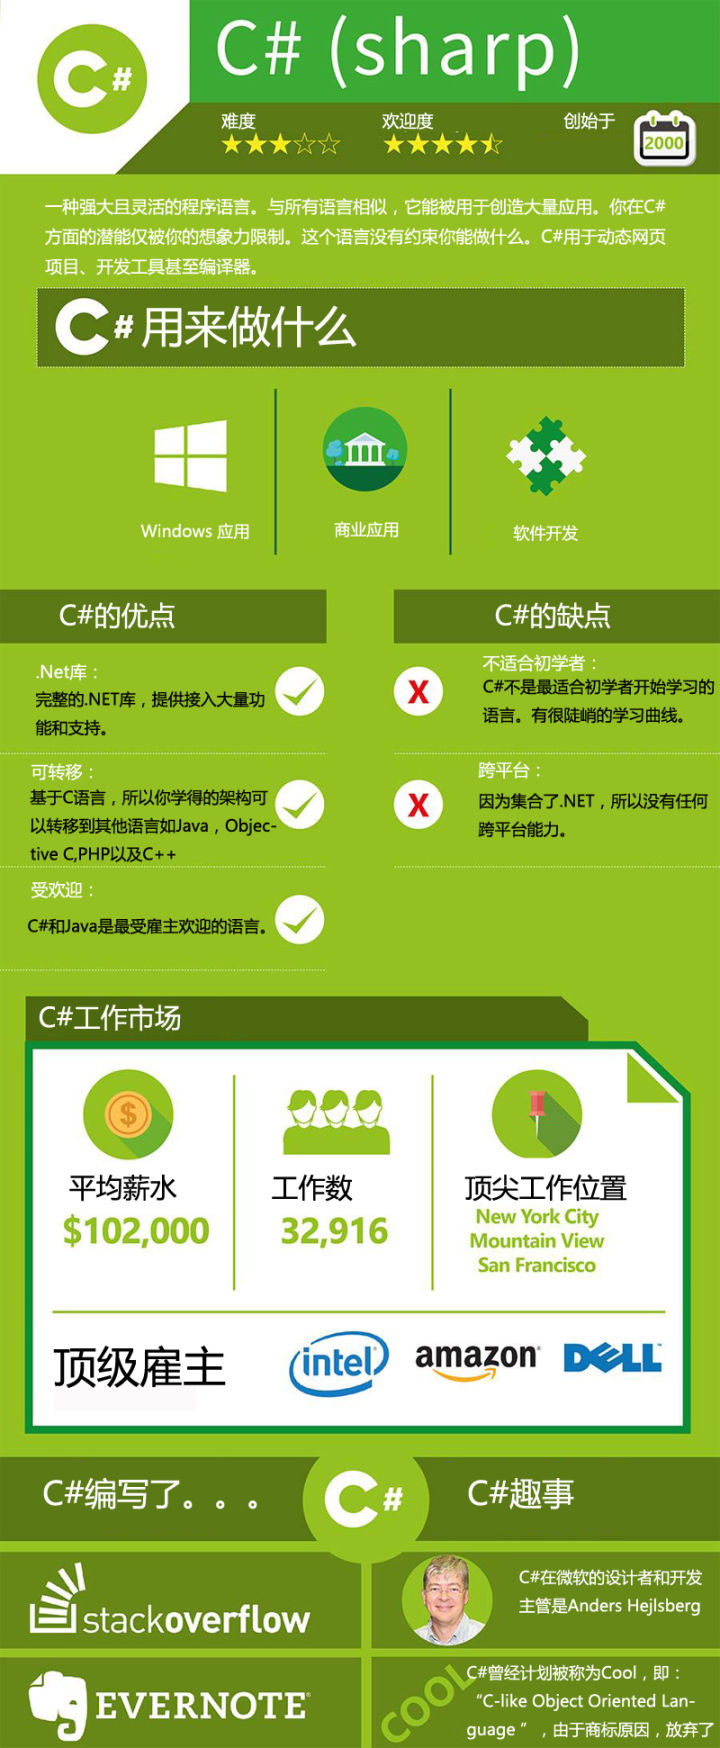 C#
C# (sharp)
难度
欢迎度
创始于
2000
一种强大且灵活的程序语言。与所有语言相似，它能被用于创造大量应用。你在C#
方面的潜能仅被你的想象力限制。这个语言没有约束你能做什么。C#用于动态网页
项目、开发工具甚至编译器。
C# 用来做什么
Windows 应用
商业应用
软件开发
C#的优点
.Net库：
完整的.NET库，提供接入大量功
能和支持。
可转移：
基于C语言，所以你学得的架构可
以转移到其他语言如Java，Objec-
tive C,PHP以及C++
受欢迎：
C#和Java是最受雇主欢迎的语言。
C#的缺点
X
不适合初学者：
C#不是最适合初学者开始学习的
语言。有很陡峭的学习曲线。
X
跨平台：
因为集合了.NET，所以没有任何
跨平台能力。
C#工作市场
$
平均薪水
$102,000
工作数
32,916
顶尖工作位置
New York City
Mountain View
San Francisco
顶级雇主
intel
amazon
DELL
C#编写了。。。
C#
C#趣事
stackoverflow
C#在微软的设计者和开发
主管是Anders Hejlsberg
EVERNOTE
COOL
C#曾经计划被称为Cool，即：
“C-like Object Oriented Lan-
guage ”，由于商标原因，放弃了